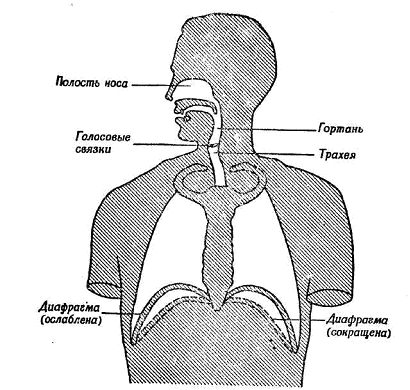 Полость носа
Гортань
Голосовые
связки
Трахея
Диафрагма
(ослаблена)
Диафрагма
(сокращена)